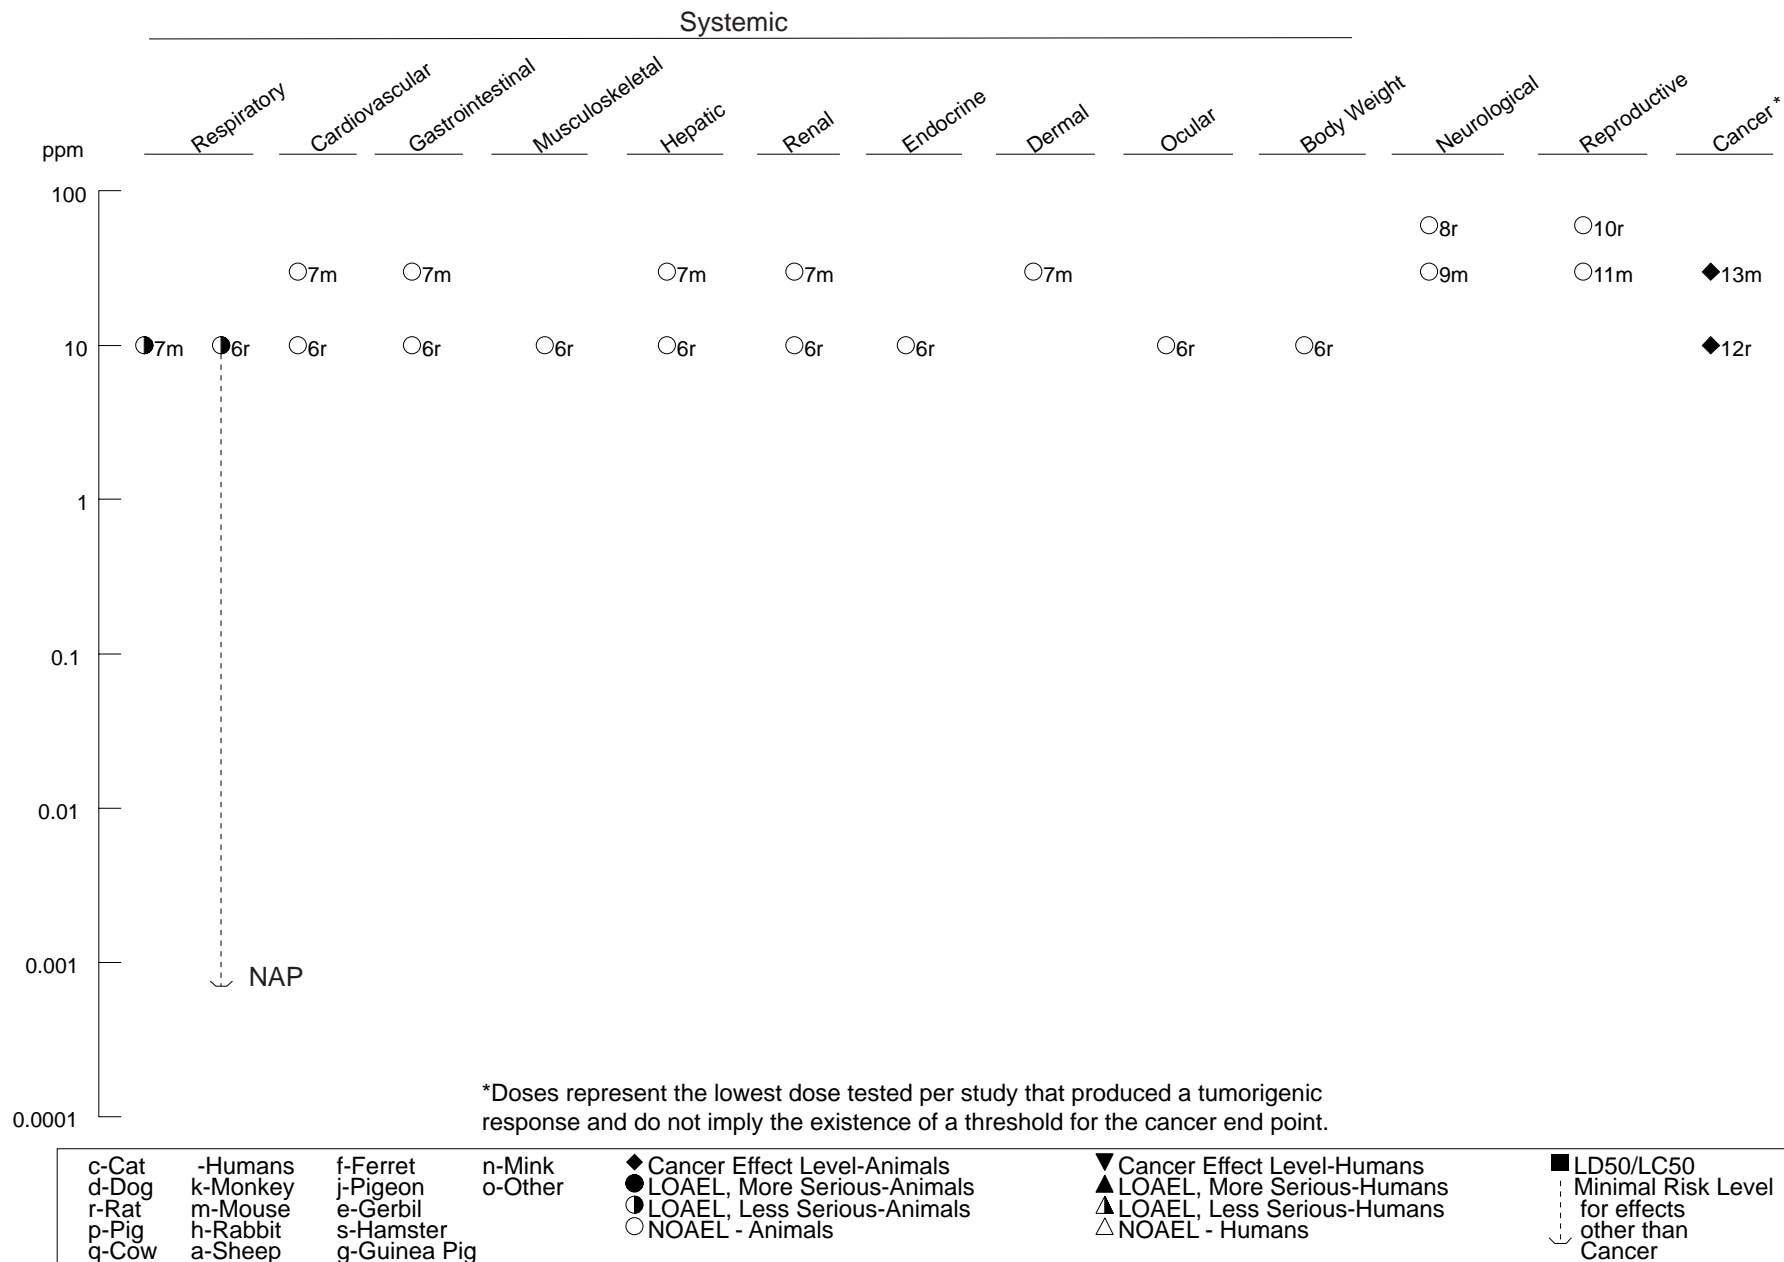 Systemic
Respiratory
Cardiovascular
Gastrointestinal
Musculoskeletal
Hepatic
Renal
Endocrine
Dermal
Ocular
Body Weight
Neurological
Reproductive
Cancer *
ppm
100
8r 10r
7m 7m 7m 7m 7m 9m 11m 13m
10 7m 6r 6r 6r 6r 6r 6r 6r 6r 6r 12r
1
0.1
0.01
0.001
NAP
*Doses represent the lowest dose tested per study that produced a tumorigenic
response and do not imply the existence of a threshold for the cancer end point.
0.0001
c-Cat -Humans f-Ferret n-Mink Cancer Effect Level-Animals Cancer Effect Level-Humans LD50/LC50
d-Dog k-Monkey j-Pigeon o-Other LOAEL, More Serious-Animals LOAEL, More Serious-Humans Minimal Risk Level
r-Rat m-Mouse e-Gerbil LOAEL, Less Serious-Animals LOAEL, Less Serious-Humans for effects
p-Pig h-Rabbit s-Hamster NOAEL - Animals NOAEL - Humans other than
q-Cow a-Sheep g-Guinea Pig Cancer